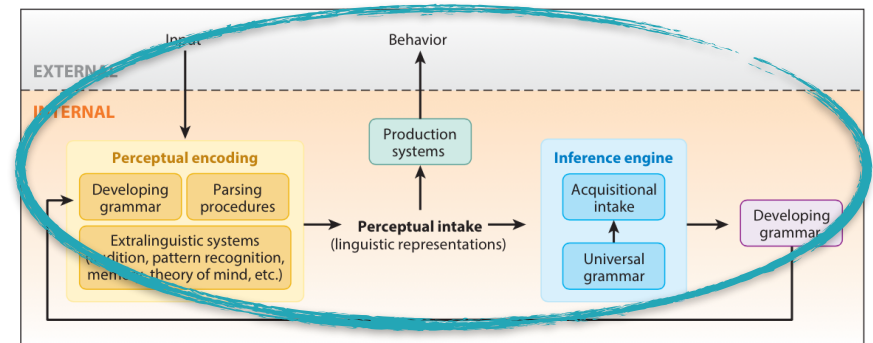 Input
Behavior
EXTERNAL
INTERNAL
Production
systems
Perceptual encoding
Developing
grammar
Parsing
procedures
Extralinguistic systems
(audition, pattern recognition,
memory, theory of mind, etc.)
Perceptual intake
(linguistic representations)
Inference engine
Acquisitional
intake
Universal
grammar
Developing
grammar